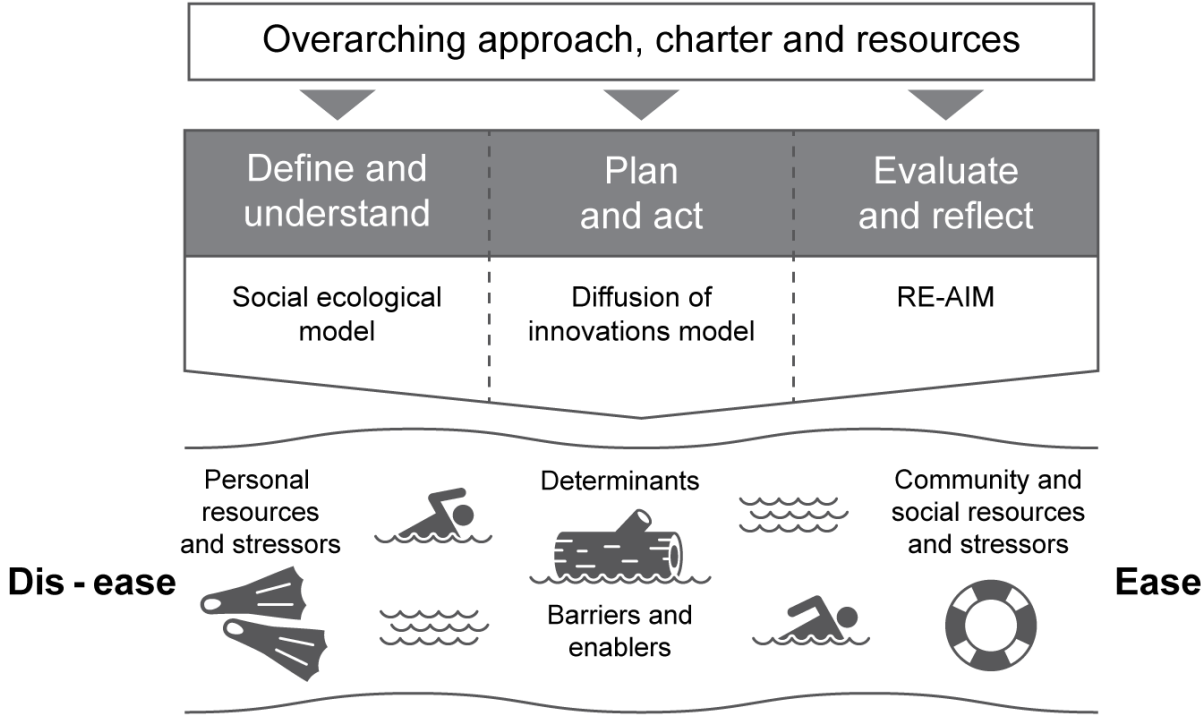 Overarching approach, charter and resources
Define and
understand
Plan
and act
Evaluate
and reflect
Social ecological
model
Diffusion of
innovations model
RE-AIM
Personal
resources
and stressors
Determinants
Barriers and
enablers
Community and
social resources
and stressors
Dis - ease
Ease